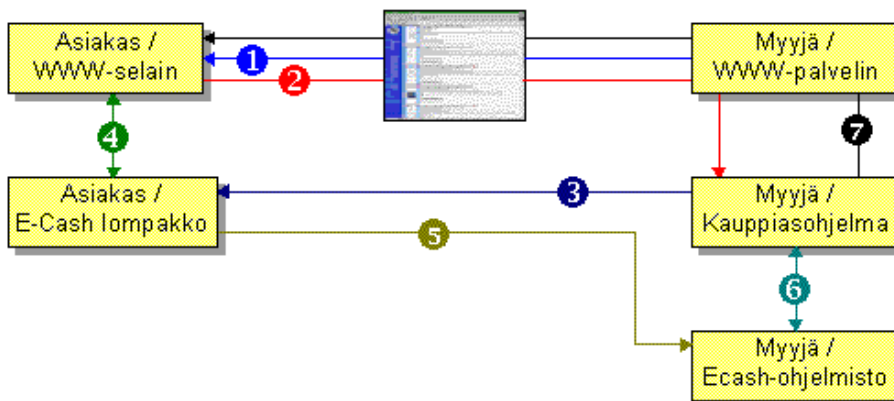 Asiakas /
WWW-selain
Myyjä /
WWW-palvelin
1
2
7
4
Asiakas /
E-Cash lompakko
3
Myyjä /
Kauppiasohjelma
5
6
Myyjä /
Ecash-ohjelmisto